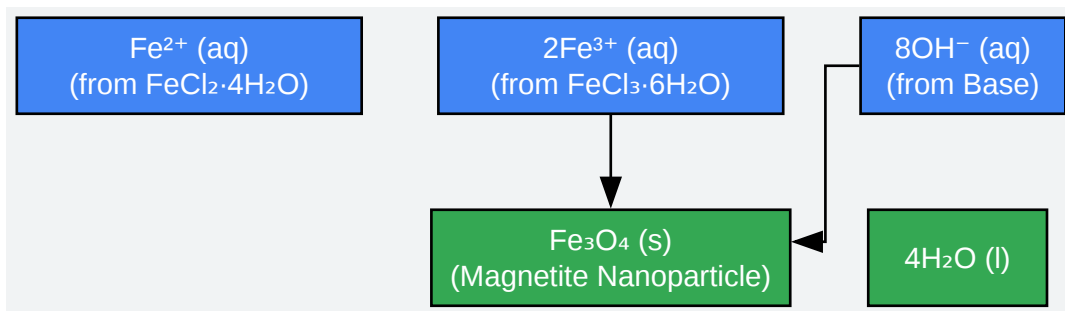 Fe²⁺ (aq)
(from FeCl₂·4H₂O)
2Fe³⁺ (aq)
(from FeCl₃·6H₂O)
8OH⁻ (aq)
(from Base)
Fe₃O₄ (s)
(Magnetite Nanoparticle)
4H₂O (l)